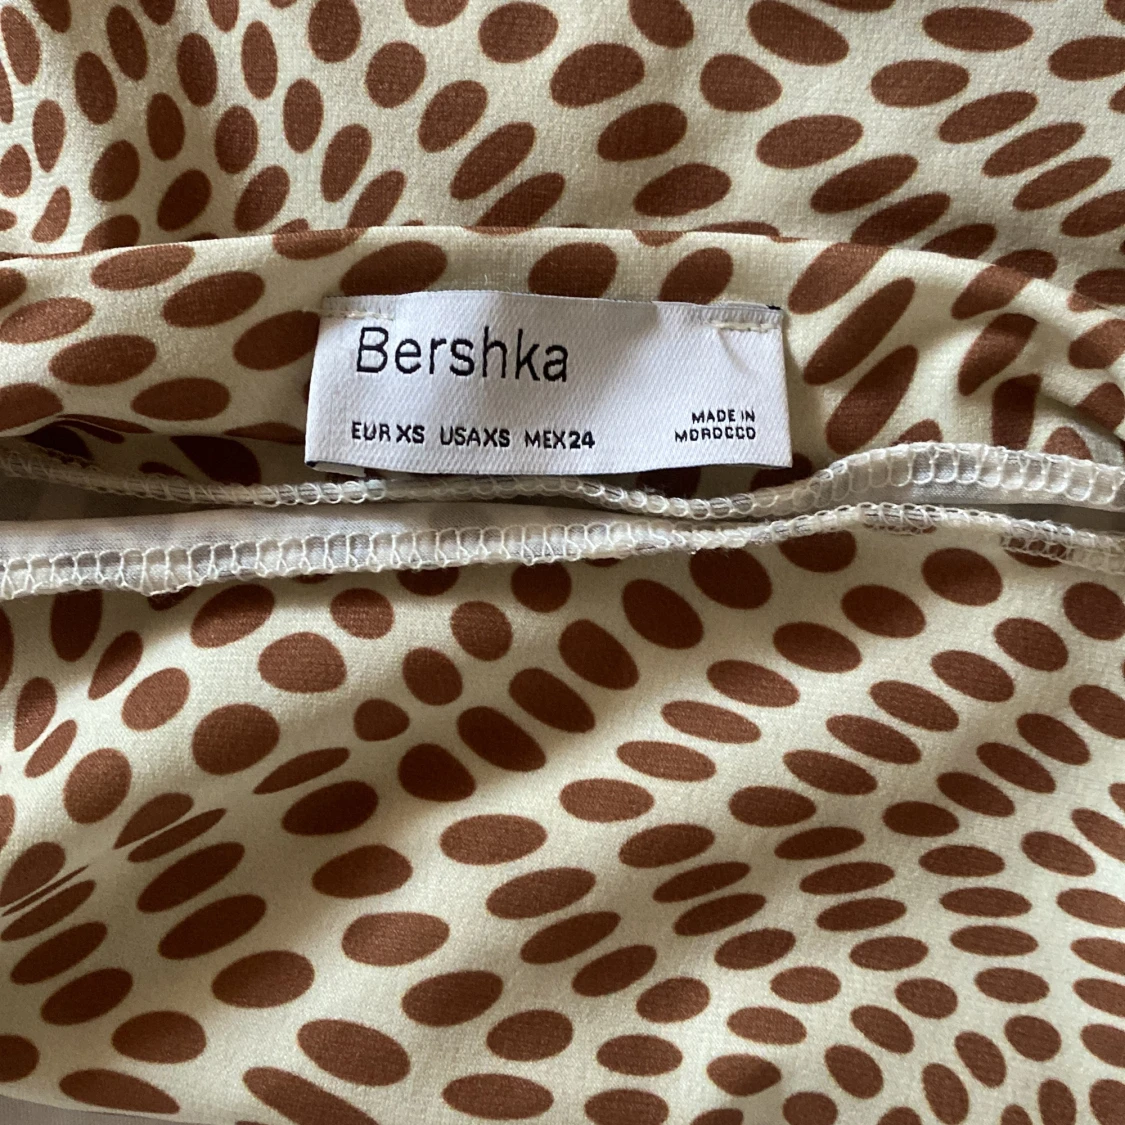 Bershka
EUR XS USA XS MEX 24
MADE IN
MOROCCO